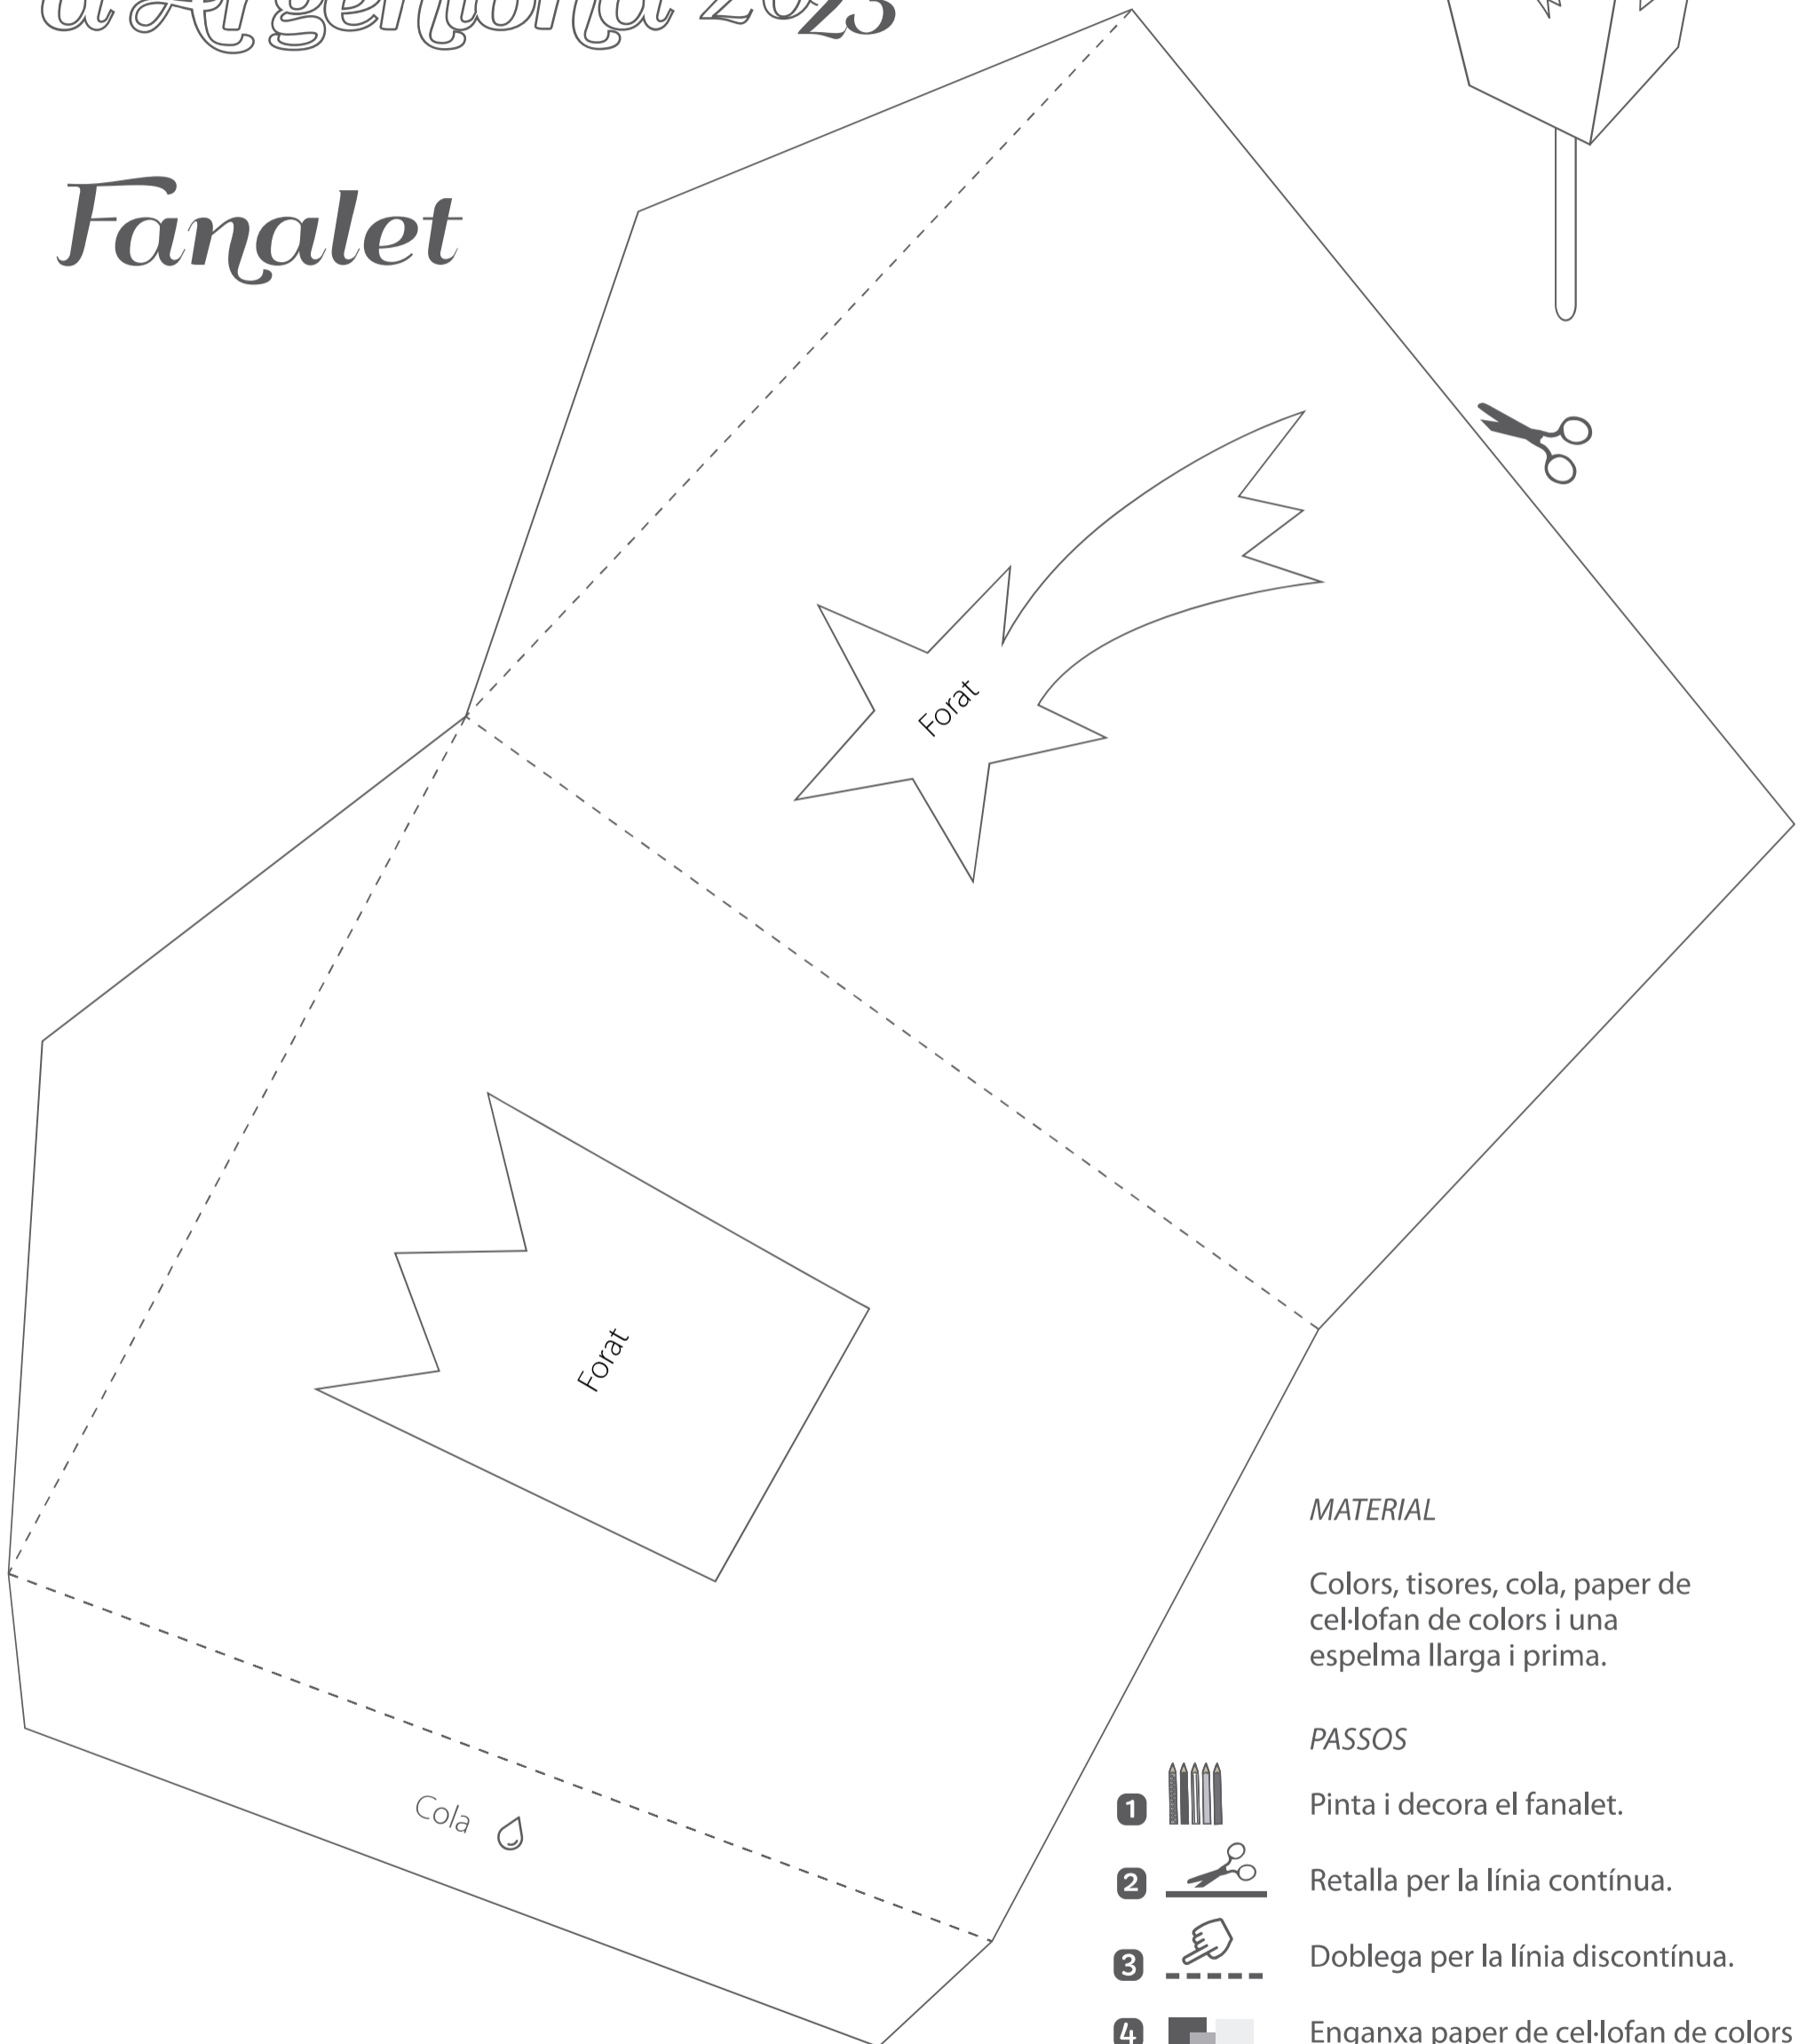 d'Argentona 2023
Fanalet
Forat
Forat
Cola
MATERIAL
Colors, tisores, cola, paper de
cel·lofan de colors i una
espelma llarga i prima.
PASSOS
1 Pinta i decora el fanalet.
2 Retalla per la línia contínua.
3 Doblega per la línia discontínua.
4 Enganxa paper de cel·lofan de colors